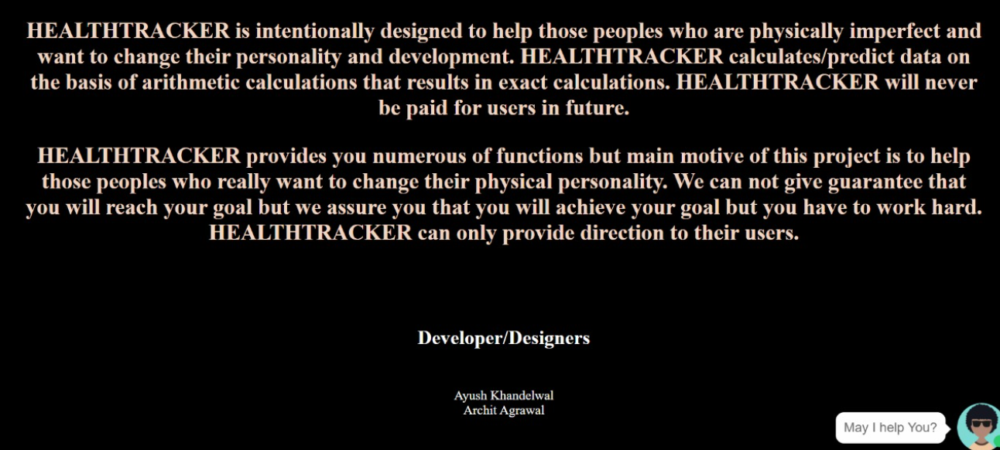 HEALTHTRACKER is intentionally designed to help those peoples who are physically imperfect and
want to change their personality and development. HEALTHTRACKER calculates/predict data on
the basis of arithmetic calculations that results in exact calculations. HEALTHTRACKER will never
be paid for users in future.
HEALTHTRACKER provides you numerous of functions but main motive of this project is to help
those peoples who really want to change their physical personality. We can not give guarantee that
you will reach your goal but we assure you that you will achieve your goal but you have to work hard.
HEALTHTRACKER can only provide direction to their users.
Developer/Designers
Ayush Khandelwal
Archit Agrawal
May I help You?